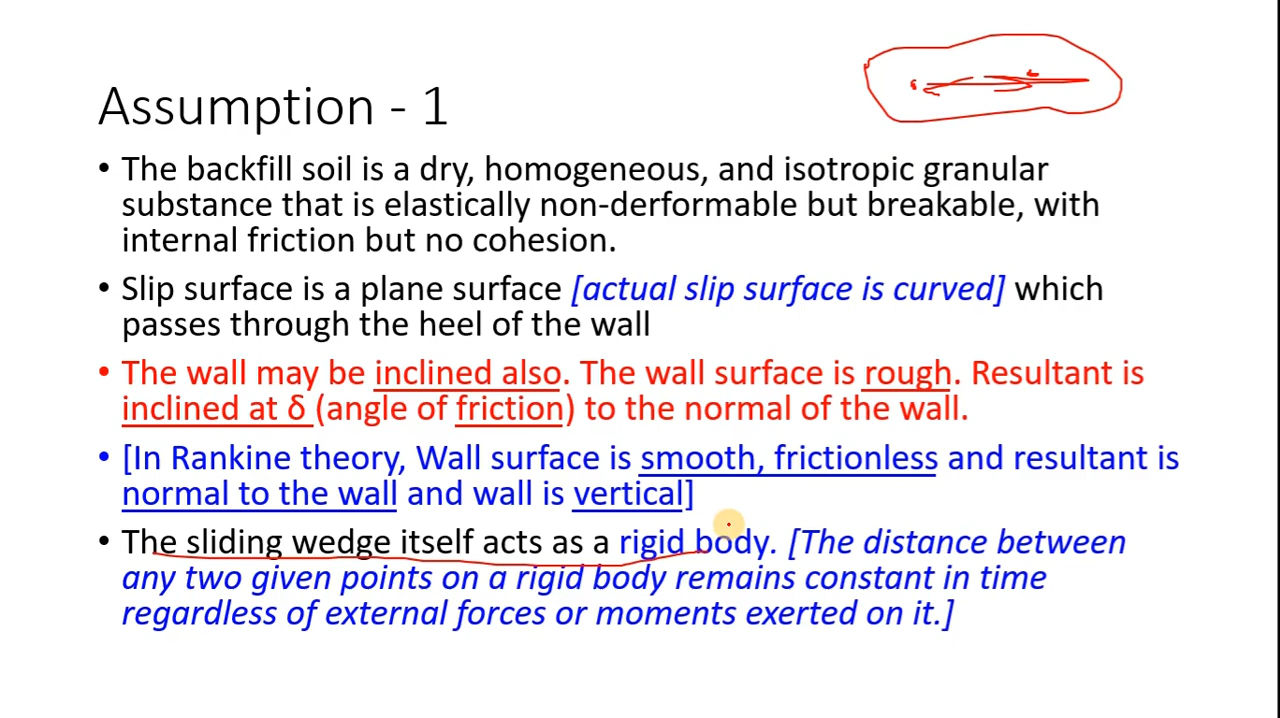 Assumption - 1
• The backfill soil is a dry, homogeneous, and isotropic granular
substance that is elastically non-derformable but breakable, with
internal friction but no cohesion.
• Slip surface is a plane surface [actual slip surface is curved] which
passes through the heel of the wall
• The wall may be inclined also. The wall surface is rough. Resultant is
inclined at δ (angle of friction) to the normal of the wall.
• [In Rankine theory, Wall surface is smooth, frictionless and resultant is
normal to the wall and wall is vertical]
• The sliding wedge itself acts as a rigid body. [The distance between
any two given points on a rigid body remains constant in time
regardless of external forces or moments exerted on it.]